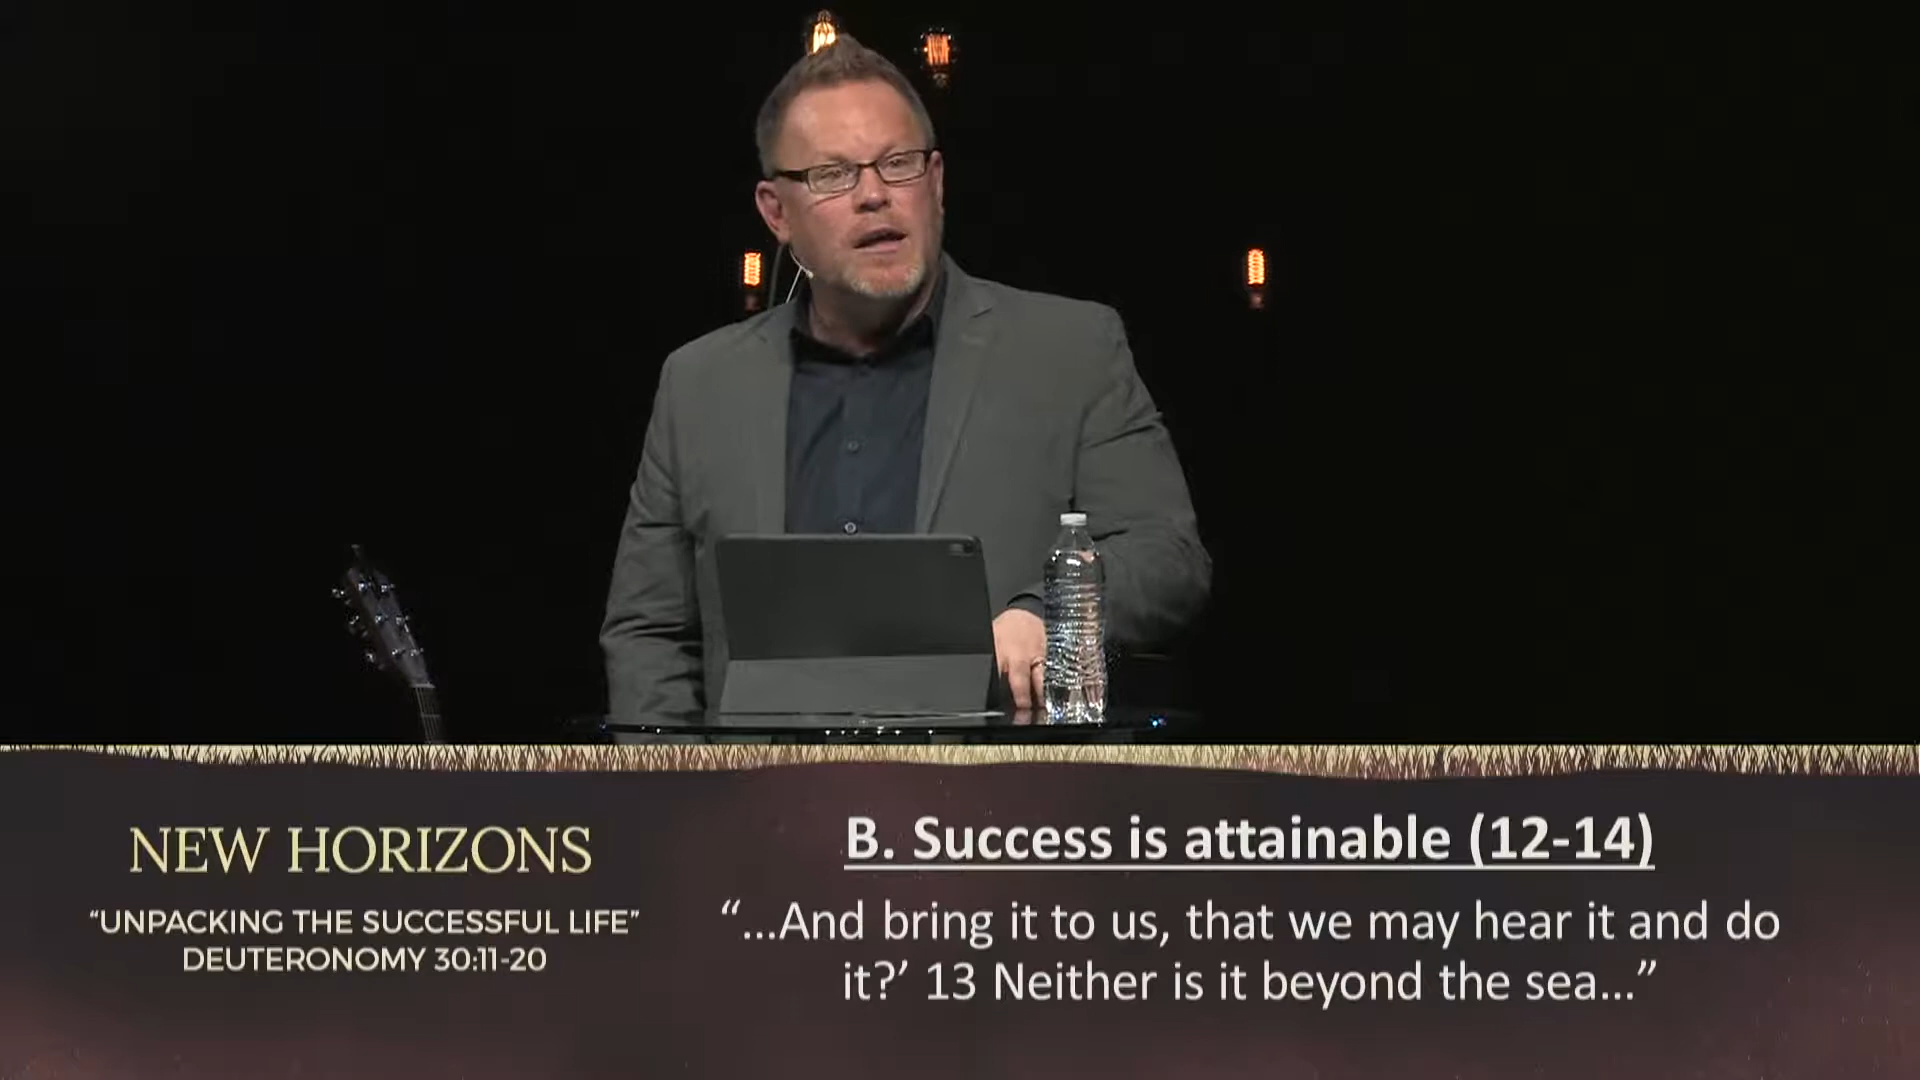 NEW HORIZONS
“UNPACKING THE SUCCESSFUL LIFE”
DEUTERONOMY 30:11-20
B. Success is attainable (12-14)
“...And bring it to us, that we may hear it and do
it?’ 13 Neither is it beyond the sea...”